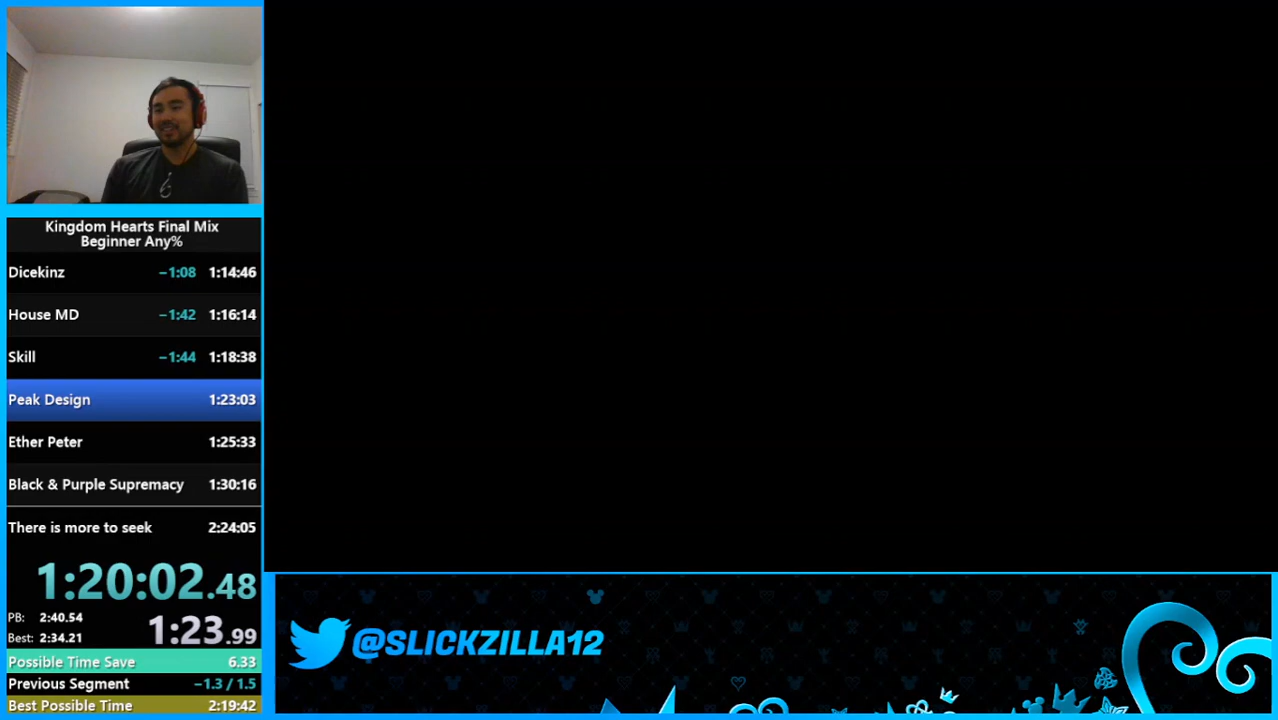 Kingdom Hearts Final Mix
Beginner Any%
Dicekinz −1:08 1:14:46
House MD −1:42 1:16:14
Skill −1:44 1:18:38
Peak Design 1:23:03
Ether Peter 1:25:33
Black & Purple Supremacy 1:30:16
There is more to seek 2:24:05
1:20:02.48
PB: 2:40.54
Best: 2:34.21
1:23.99
Possible Time Save 6.33
Previous Segment −1.3 / 1.5
Best Possible Time 2:19:42
@SLICKZILLA12